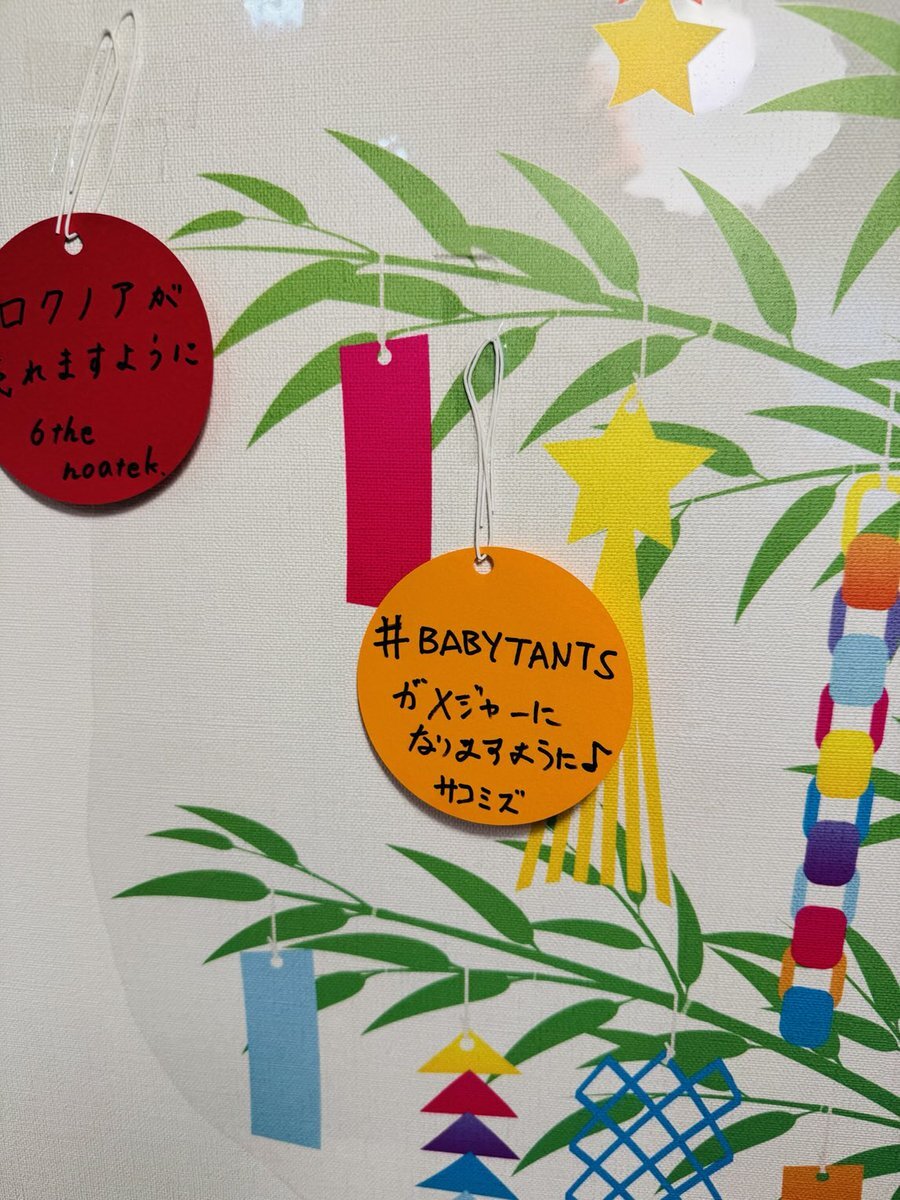 ロクノアが
売れますように
6the
noatek.
#BABYTANTS
がメジャーに
なりますように♪
サコミズ